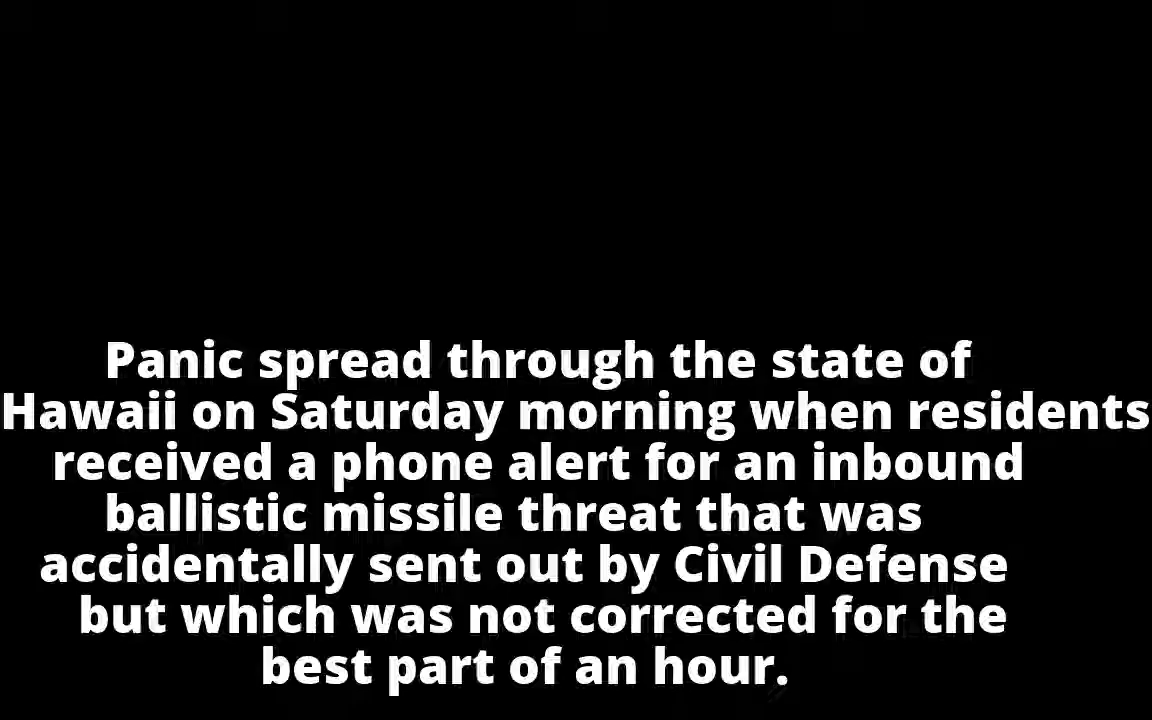 Panic spread through the state of
Hawaii on Saturday morning when residents
received a phone alert for an inbound
ballistic missile threat that was
accidentally sent out by Civil Defense
but which was not corrected for the
best part of an hour.